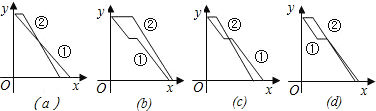 y ② ① O x
(a)
y ② ① O x
(b)
y ② ① O x
(c)
y ② ① O x
(d)